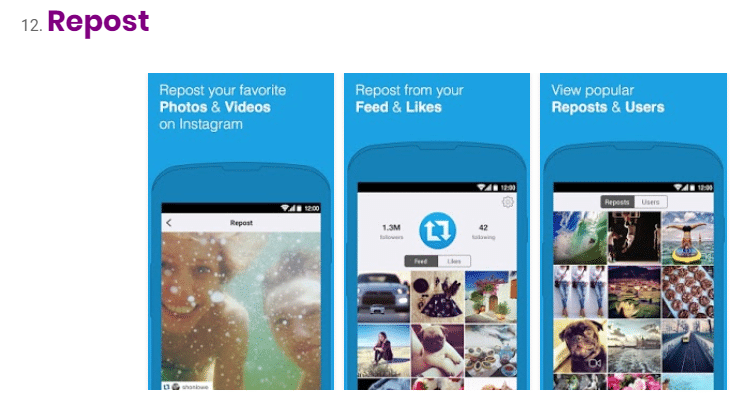 12. Repost
Repost your favorite
Photos & Videos
on Instagram
12:00
Repost
shonlowe
Repost from your
Feed & Likes
12:00
1.3M
followers
42
following
Feed Likes
View popular
Reposts & Users
12:00
Reposts Users